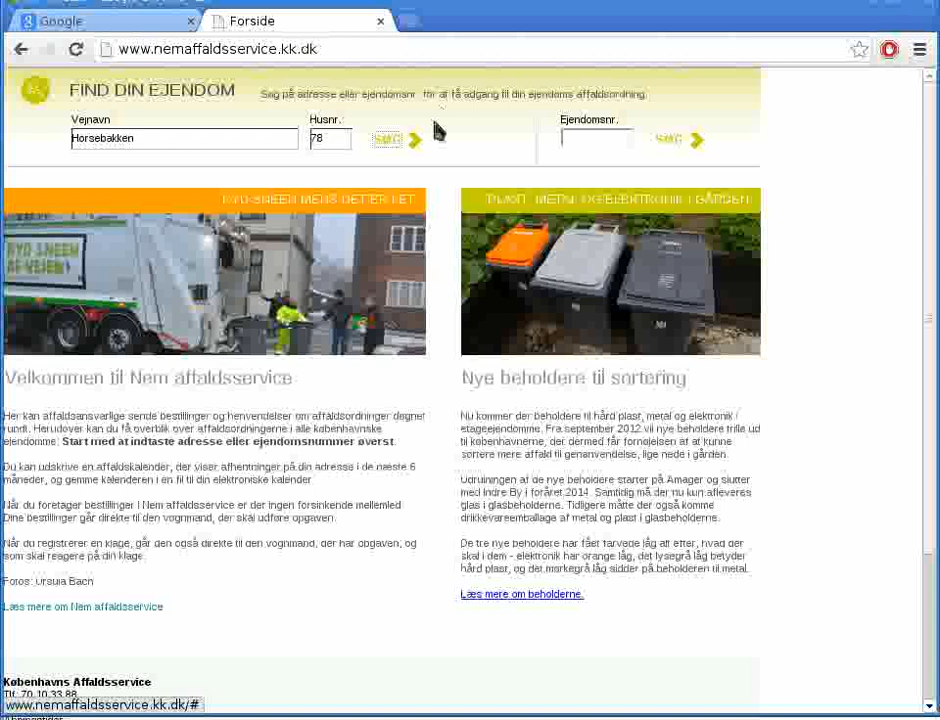 Google
Forside
www.nemaffaldsservice.kk.dk
FIND DIN EJENDOM
Søg på adresse eller ejendomsnr. for at få adgang til din ejendoms affaldsordning.
Vejnavn
Husnr.
Ejendomsnr.
Horsebakken
78
SØG
SØG
RYD SNEEN MENS DET ER LET
PLAST, METAL OG ELEKTRONIK I GÅRDEN
RYD SNEEN
AF VEJEN
Velkommen til Nem affaldsservice
Her kan affaldsansvarlige sende bestillinger og henvendelser om affaldsordninger døgnet
rundt. Herudover kan du få overblik over affaldsordningerne i alle københavnske
ejendomme. Start med at indtaste adresse eller ejendomsnummer øverst.
Du kan udskrive en affaldskalender, der viser afhentninger på din adresse i de næste 6
måneder, og gemme kalenderen i en fil til din elektroniske kalender
Når du foretager bestillinger i Nem affaldsservice er der ingen forsinkende mellemled
Dine bestillinger går direkte til den vognmand, der skal udføre opgaven.
Når du registrerer en klage, går den også direkte til den vognmand, der har opgaven, og
som skal reagere på din klage.
Fotos: Ursula Bach
Læs mere om Nem affaldsservice
Nye beholdere til sortering
Nu kommer der beholdere til hård plast, metal og elektronik i
etageejendomme. Fra september 2012 vil nye beholdere trille ud
til københavnerne, der dermed får fornøjelsen af at kunne
sortere mere affald til genanvendelse, lige nede i gården.
Udrulningen af de nye beholdere starter på Amager og slutter
med Indre By i foråret 2014. Samtidig må der nu kun afleveres
glas i glasbeholderne. Tidligere måtte der også komme
drikkevareemballage af metal og plast i glasbeholderne.
De tre nye beholdere har fået farvede låg alt efter, hvad der
skal i dem - elektronik har orange låg, det lysegrå låg betyder
hård plast, og det mørkegrå låg sidder på beholderen til metal.
Læs mere om beholderne.
Københavns Affaldsservice
Tlf. 70 10 33 88
www.nemaffaldsservice.kk.dk/#